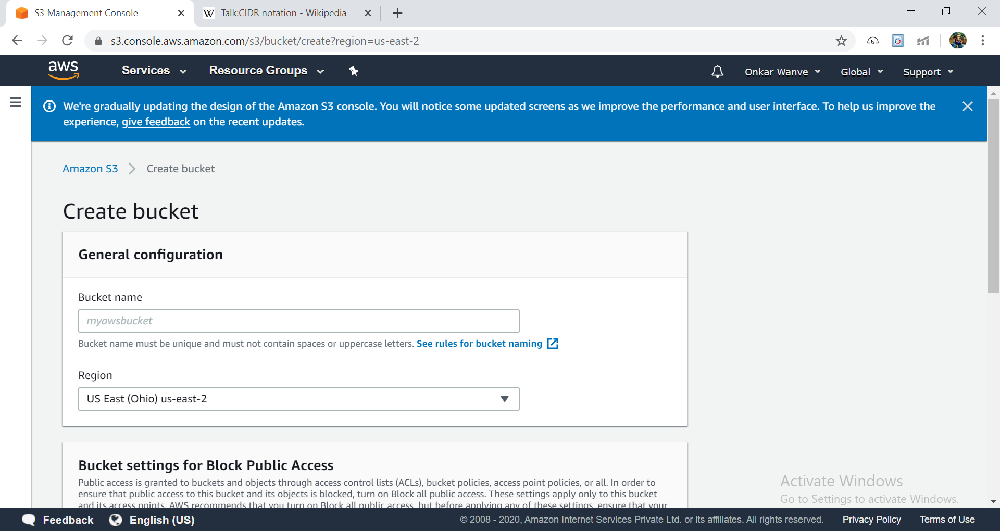 S3 Management Console
Talk:CIDR notation - Wikipedia
s3.console.aws.amazon.com/s3/bucket/create?region=us-east-2
aws
Services
Resource Groups
Onkar Wanve
Global
Support
We're gradually updating the design of the Amazon S3 console. You will notice some updated screens as we improve the performance and user interface. To help us improve the
experience, give feedback on the recent updates.
Amazon S3
Create bucket
Create bucket
General configuration
Bucket name
myawsbucket
Bucket name must be unique and must not contain spaces or uppercase letters. See rules for bucket naming
Region
US East (Ohio) us-east-2
Bucket settings for Block Public Access
Public access is granted to buckets and objects through access control lists (ACLs), bucket policies, access point policies, or all. In order to
ensure that public access to this bucket and its objects is blocked, turn on Block all public access. These settings apply only to this bucket
and its access points. AWS recommends that you turn on Block all public access, but before applying any of these settings, ensure that your
Activate Windows
Go to Settings to activate Windows.
Feedback
English (US)
© 2008 - 2020, Amazon Internet Services Private Ltd. or its affiliates. All rights reserved.
Privacy Policy
Terms of Use